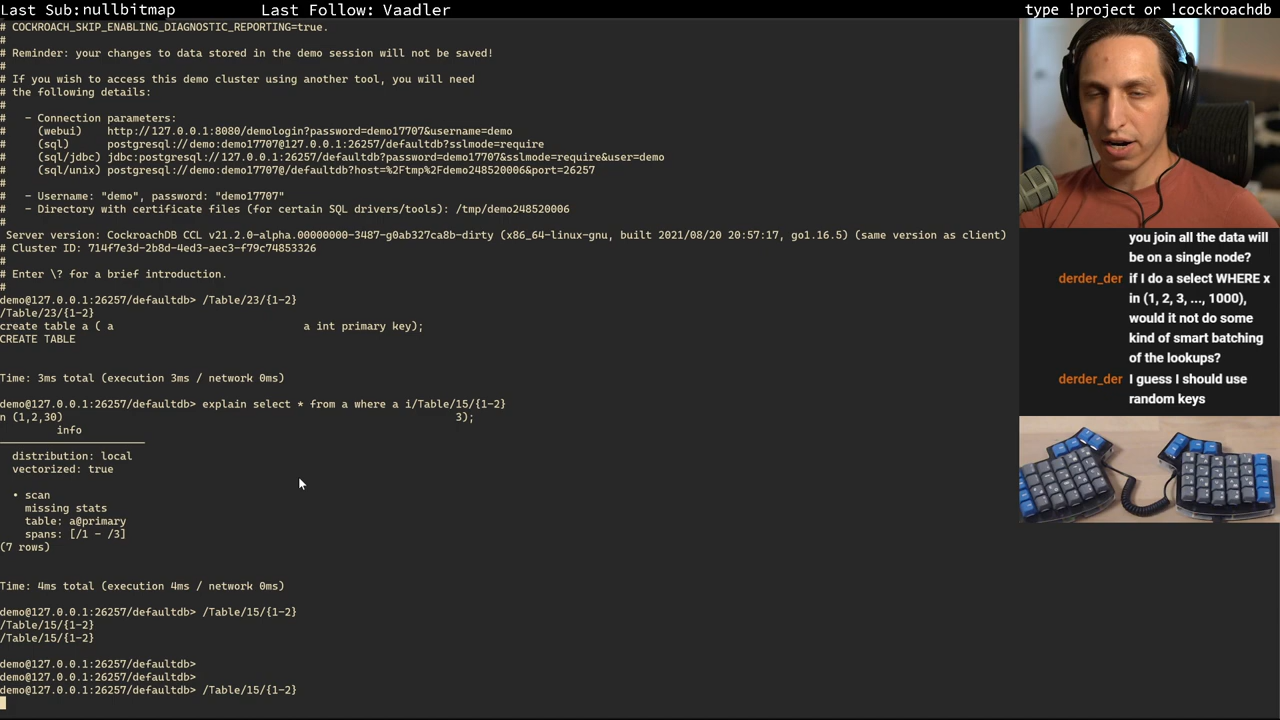 Last Sub:nullbitmap Last Follow: Vaadler type !project or !cockroachdb
# COCKROACH_SKIP_ENABLING_DIAGNOSTIC_REPORTING=true.
#
# Reminder: your changes to data stored in the demo session will not be saved!
#
# If you wish to access this demo cluster using another tool, you will need
# the following details:
#
#   - Connection parameters:
#     (webui)    http://127.0.0.1:8080/demologin?password=demo17707&username=demo
#     (sql)      postgresql://demo:demo17707@127.0.0.1:26257/defaultdb?sslmode=require
#     (sql/jdbc) jdbc:postgresql://127.0.0.1:26257/defaultdb?password=demo17707&sslmode=require&user=demo
#     (sql/unix) postgresql://demo:demo17707@/defaultdb?host=%2Ftmp%2Fdemo248520006&port=26257
#
#   - Username: "demo", password: "demo17707"
#   - Directory with certificate files (for certain SQL drivers/tools): /tmp/demo248520006
#
Server version: CockroachDB CCL v21.2.0-alpha.00000000-3487-g0ab327ca8b-dirty (x86_64-linux-gnu, built 2021/08/20 20:57:17, go1.16.5) (same version as client)
# Cluster ID: 714f7e3d-2b8d-4ed3-aec3-f79c74853326
#
# Enter \? for a brief introduction.
#
demo@127.0.0.1:26257/defaultdb> /Table/23/{1-2}
/Table/23/{1-2}
create table a ( a                                   a int primary key);
CREATE TABLE
Time: 3ms total (execution 3ms / network 0ms)
demo@127.0.0.1:26257/defaultdb> explain select * from a where a i/Table/15/{1-2}
n (1,2,30)                                                             3);
info
distribution: local
vectorized: true
• scan
missing stats
table: a@primary
spans: [/1 - /3]
(7 rows)
Time: 4ms total (execution 4ms / network 0ms)
demo@127.0.0.1:26257/defaultdb> /Table/15/{1-2}
/Table/15/{1-2}
/Table/15/{1-2}
demo@127.0.0.1:26257/defaultdb>
demo@127.0.0.1:26257/defaultdb>
demo@127.0.0.1:26257/defaultdb> /Table/15/{1-2}
you join all the data will
be on a single node?
derder_der if I do a select WHERE x
in (1, 2, 3, ..., 1000),
would it not do some
kind of smart batching
of the lookups?
derder_der I guess I should use
random keys